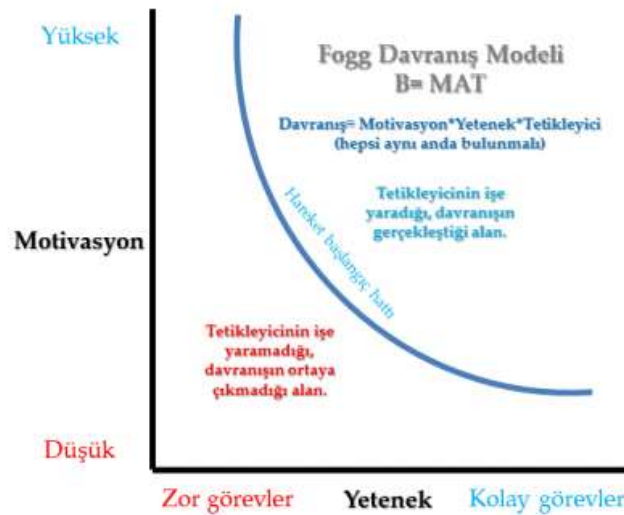 Yüksek
Fogg Davranış Modeli
B= MAT
Davranış= Motivasyon*Yetenek*Tetikleyici
(hepsi aynı anda bulunmalı)
Tetikleyicinin işe
yaradığı, davranışın
gerçekleştiği alan.
Hareket başlangıç hattı
Motivasyon
Tetikleyicinin işe
yaramadığı,
davranışın ortaya
çıkmadığı alan.
Düşük
Zor görevler Yetenek Kolay görevler